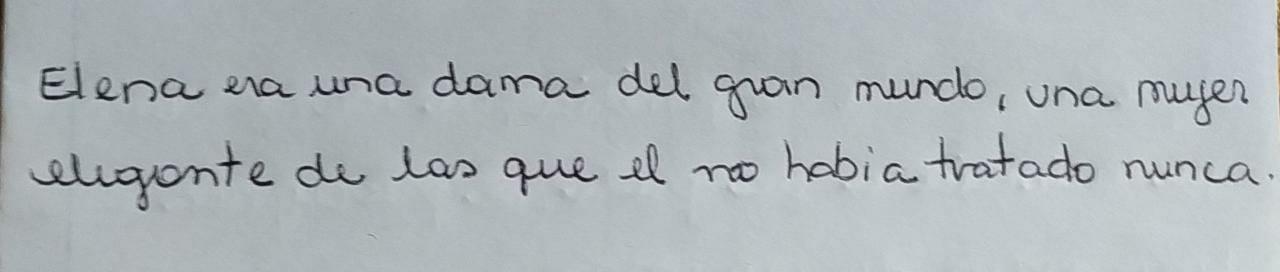 Elena era una dama del gran mundo, una mujer
elegante de las que el no habia tratado nunca.